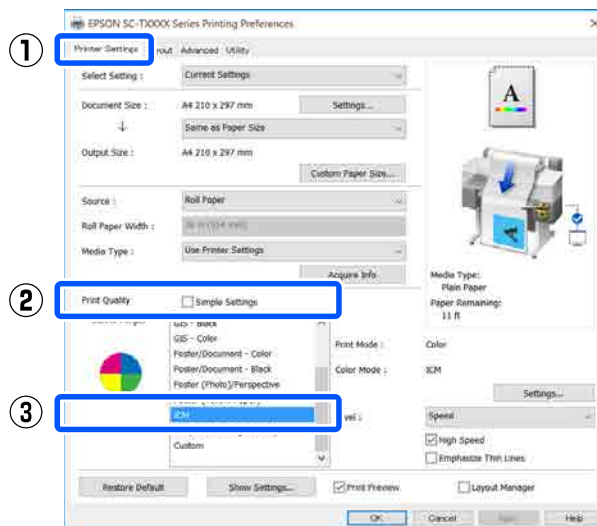 EPSON SC-TXXXX Series Printing Preferences
① Printer Settings out Advanced Utility
Select Setting : Current Settings
Document Size : A4 210 x 297 mm Settings...
Same as Paper Size
Output Size : A4 210 x 297 mm
Custom Paper Size...
A
Source : Roll Paper
Roll Paper Width :
Media Type : Use Printer Settings
Acquire Info
Media Type:
Plain Paper
Paper Remaining:
11 ft
② Print Quality Simple Settings
GIS - Black
GIS - Color
Poster/Document - Color
Poster/Document - Black
Poster (Photo)/Perspective
③ ICM
Custom
Print Mode : Color
Color Mode : ICM
Settings...
vel : Speed
High Speed
Emphasize Thin Lines
Restore Default Show Settings... Print Preview Layout Manager
OK Cancel Help